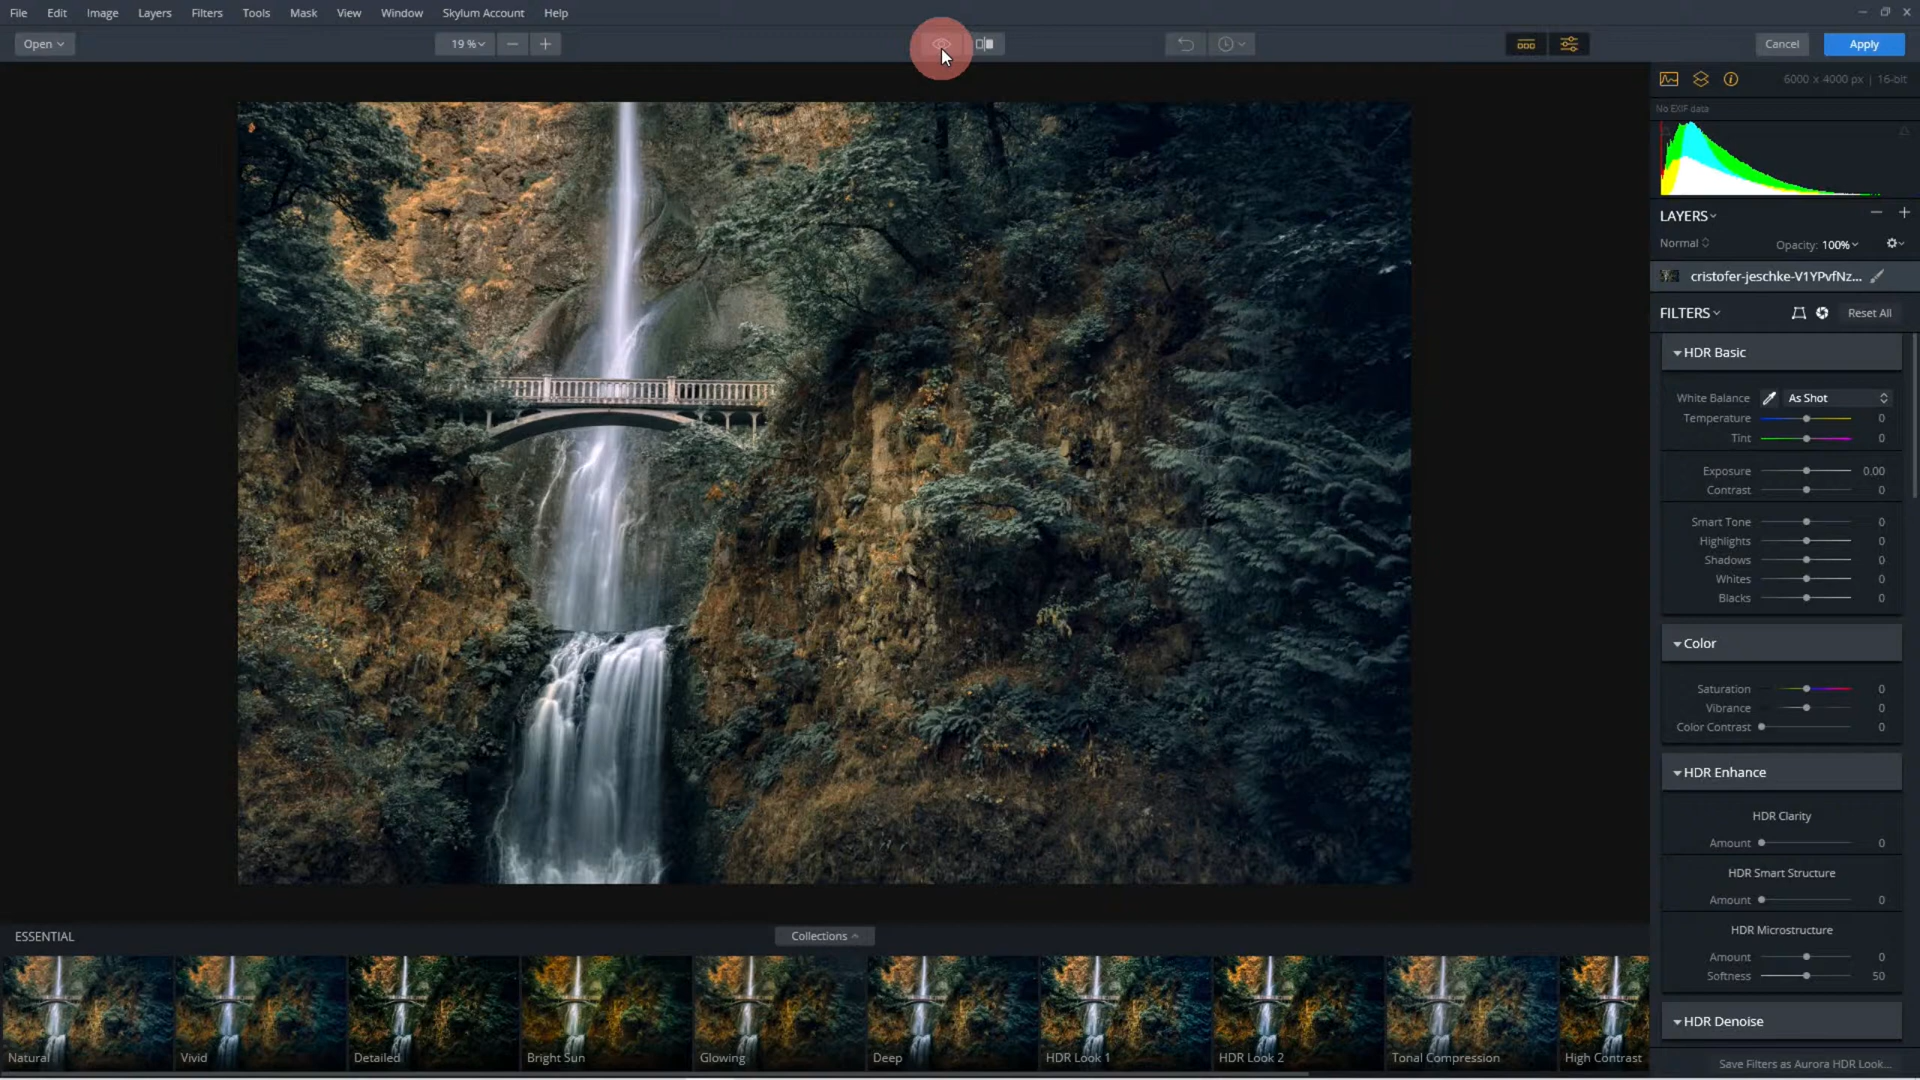 File Edit Image Layers Filters Tools Mask View Window Skylum Account Help
Open 19 % Cancel Apply
6000 x 4000 px | 16-bit
No EXIF data
LAYERS
Normal Opacity: 100%
cristofer-jeschke-V1YPvfNz...
FILTERS Reset All
HDR Basic
White Balance As Shot
Temperature 0
Tint 0
Exposure 0.00
Contrast 0
Smart Tone 0
Highlights 0
Shadows 0
Whites 0
Blacks 0
Color
Saturation 0
Vibrance 0
Color Contrast 0
HDR Enhance
HDR Clarity
Amount 0
HDR Smart Structure
Amount 0
HDR Microstructure
Amount 0
Softness 50
HDR Denoise
Save Filters as Aurora HDR Look...
ESSENTIAL Collections
Natural Vivid Detailed Bright Sun Glowing Deep HDR Look 1 HDR Look 2 Tonal Compression High Contrast